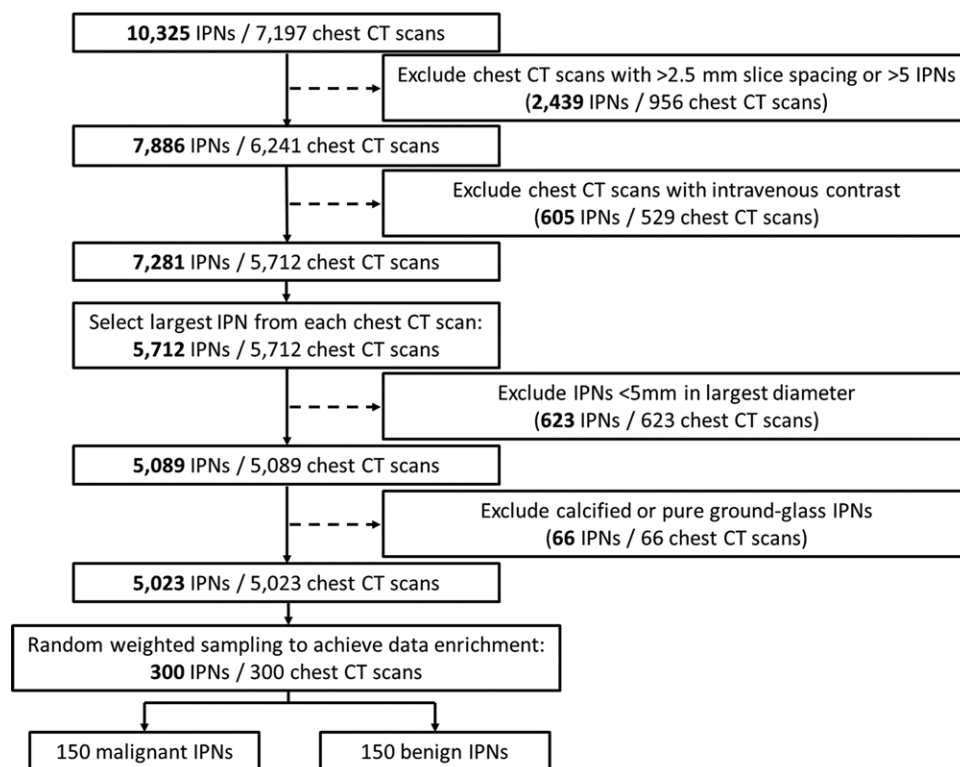 10,325 IPNs / 7,197 chest CT scans
Exclude chest CT scans with >2.5 mm slice spacing or >5 IPNs
(2,439 IPNs / 956 chest CT scans)
7,886 IPNs / 6,241 chest CT scans
Exclude chest CT scans with intravenous contrast
(605 IPNs / 529 chest CT scans)
7,281 IPNs / 5,712 chest CT scans
Select largest IPN from each chest CT scan:
5,712 IPNs / 5,712 chest CT scans
Exclude IPNs <5mm in largest diameter
(623 IPNs / 623 chest CT scans)
5,089 IPNs / 5,089 chest CT scans
Exclude calcified or pure ground-glass IPNs
(66 IPNs / 66 chest CT scans)
5,023 IPNs / 5,023 chest CT scans
Random weighted sampling to achieve data enrichment:
300 IPNs / 300 chest CT scans
150 malignant IPNs
150 benign IPNs